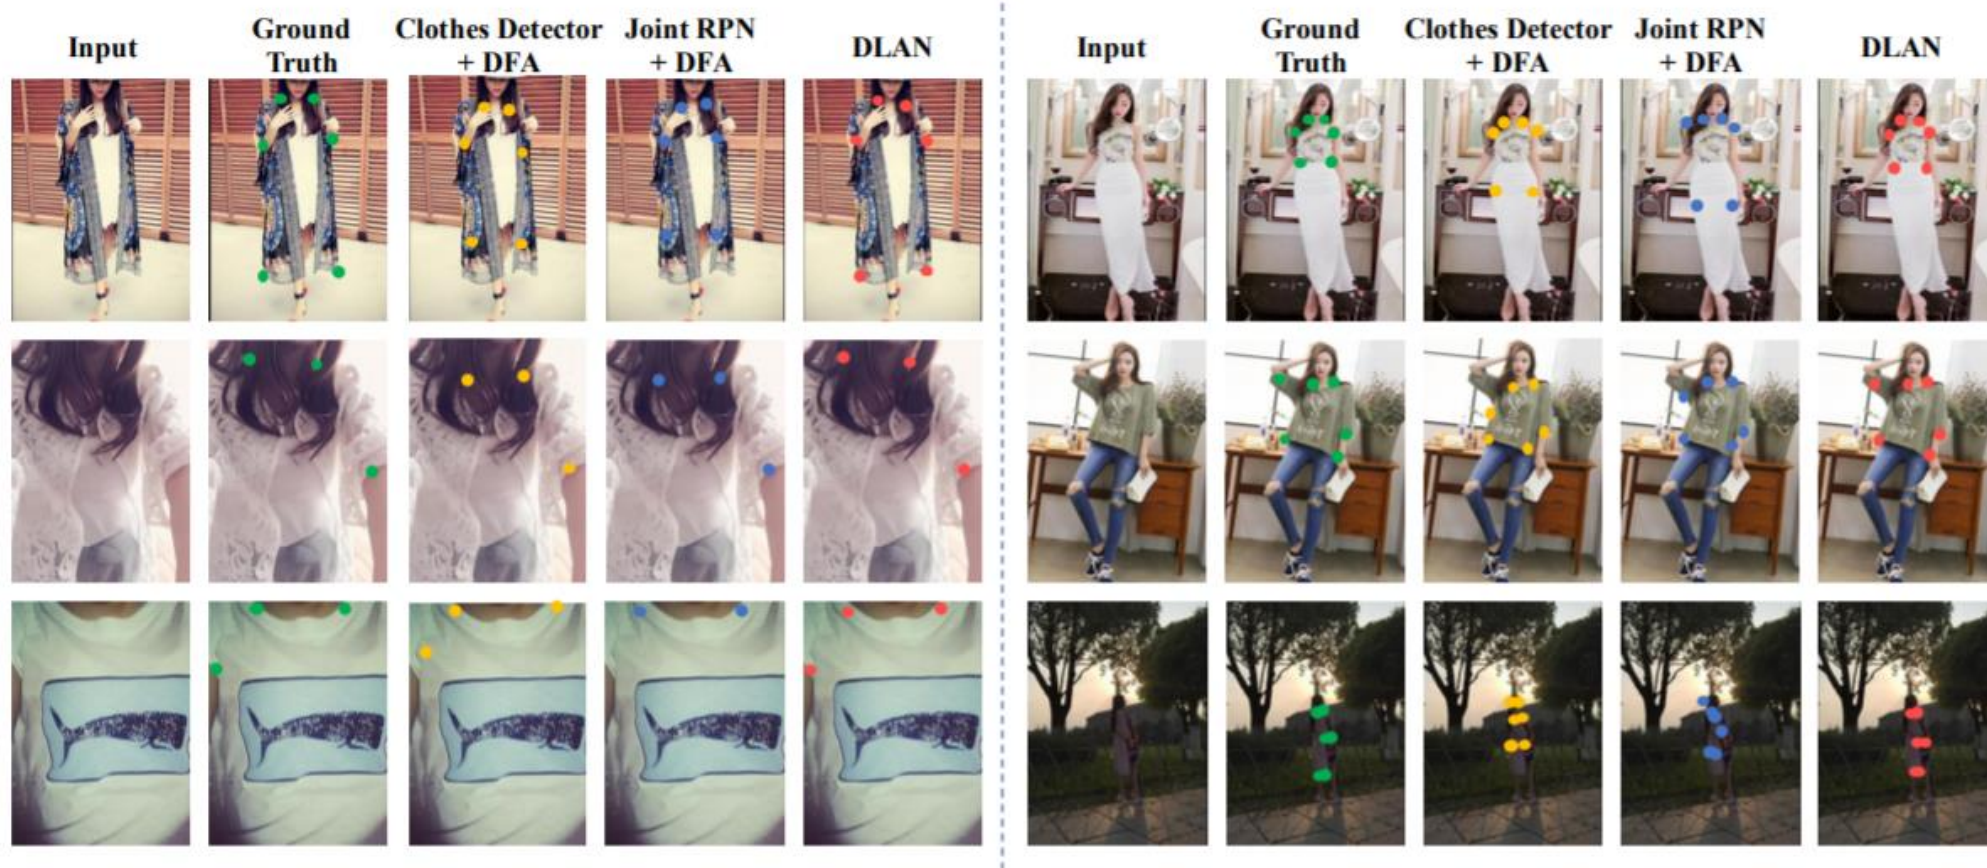 Input
Ground
Truth
Clothes Detector
+ DFA
Joint RPN
+ DFA
DLAN
Input
Ground
Truth
Clothes Detector
+ DFA
Joint RPN
+ DFA
DLAN